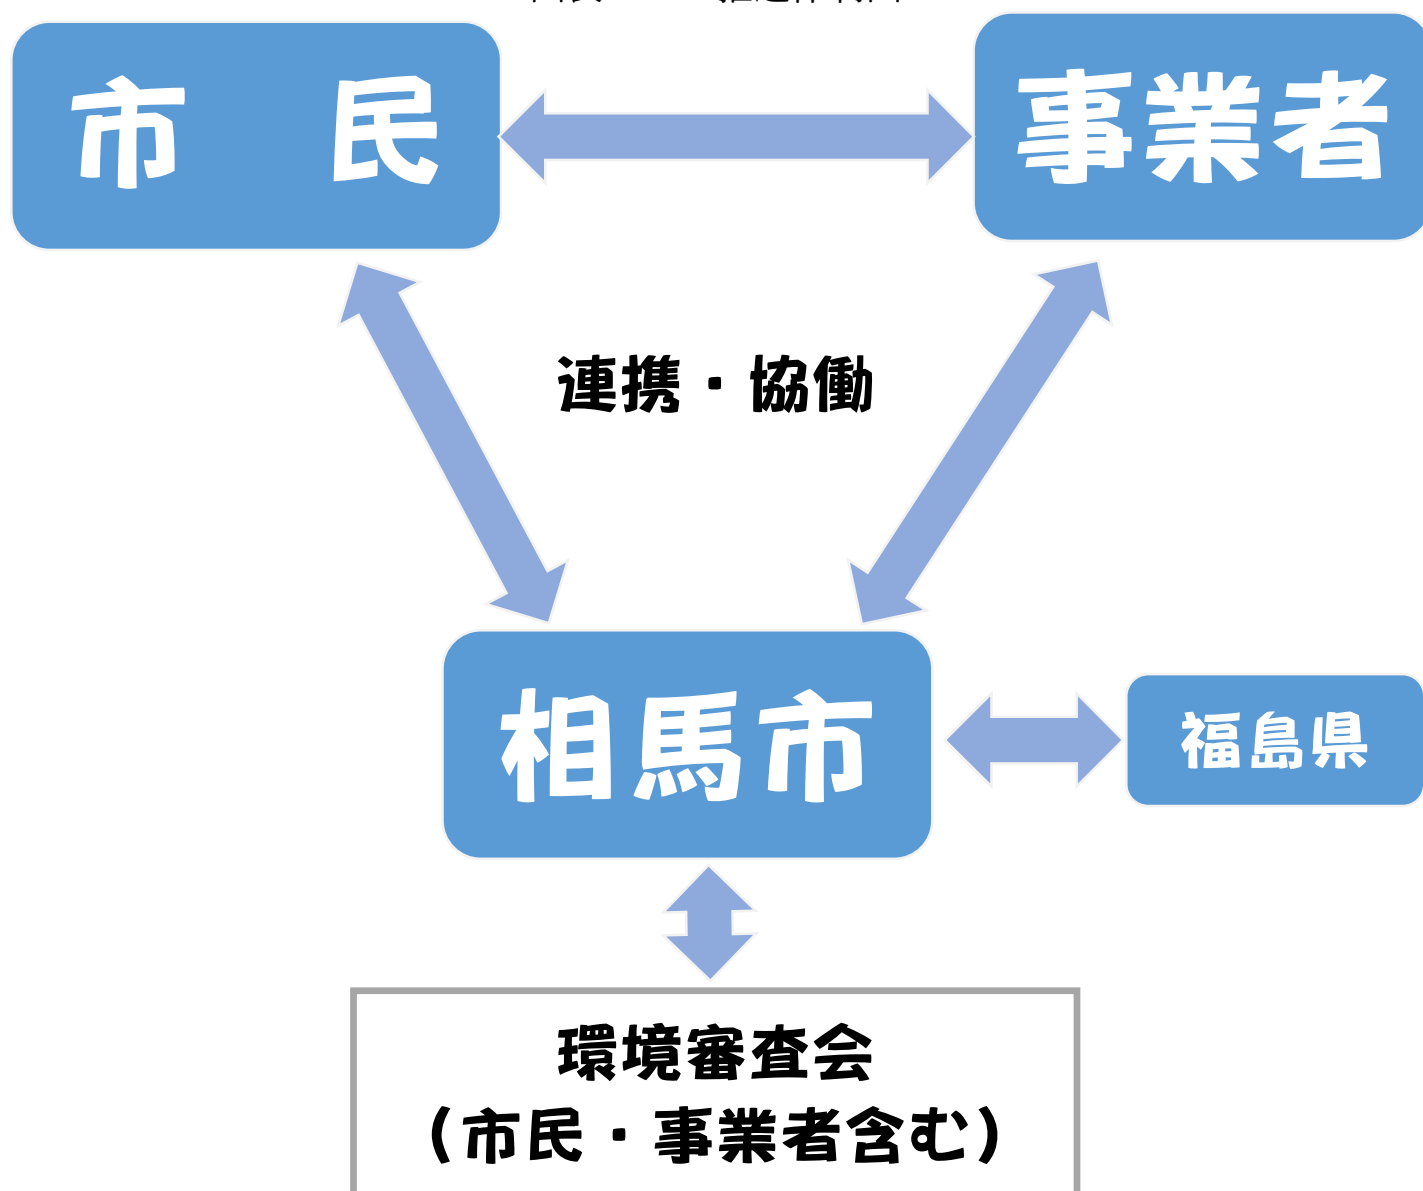 市　民
事業者
連携・協働
相馬市
福島県
環境審査会
（市民・事業者含む）